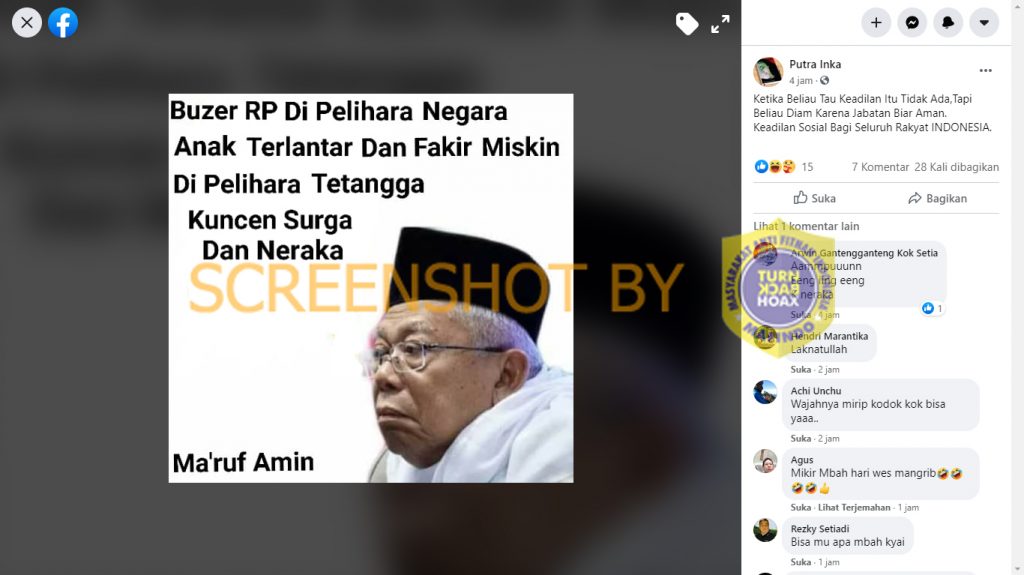 Buzer RP Di Pelihara Negara
Anak Terlantar Dan Fakir Miskin
Di Pelihara Tetangga
Kuncen Surga
Dan Neraka
SCREENSHOT BY
Ma'ruf Amin
MASYARAKAT ANTI FITNAH
TURN
BACK
HOAX
Putra Inka
4 jam
Ketika Beliau Tau Keadilan Itu Tidak Ada,Tapi
Beliau Diam Karena Jabatan Biar Aman.
Keadilan Sosial Bagi Seluruh Rakyat INDONESIA.
15
7 Komentar 28 Kali dibagikan
Suka
Bagikan
Lihat 1 komentar lain
Arwin Gantengganteng Kok Setia
Aammpuuunn
eeng
neraka
1
Suka · 4 jam
Hendri Marantika
Laknatullah
Suka · 2 jam
Achi Unchu
Wajahnya mirip kodok kok bisa
yaaa..
Suka · 2 jam
Agus
Mikir Mbah hari wes mangrib🤣🤣
🤣🤣👍
Suka · Lihat Terjemahan · 1 jam
Rezky Setiadi
Bisa mu apa mbah kyai
Suka · 1 jam